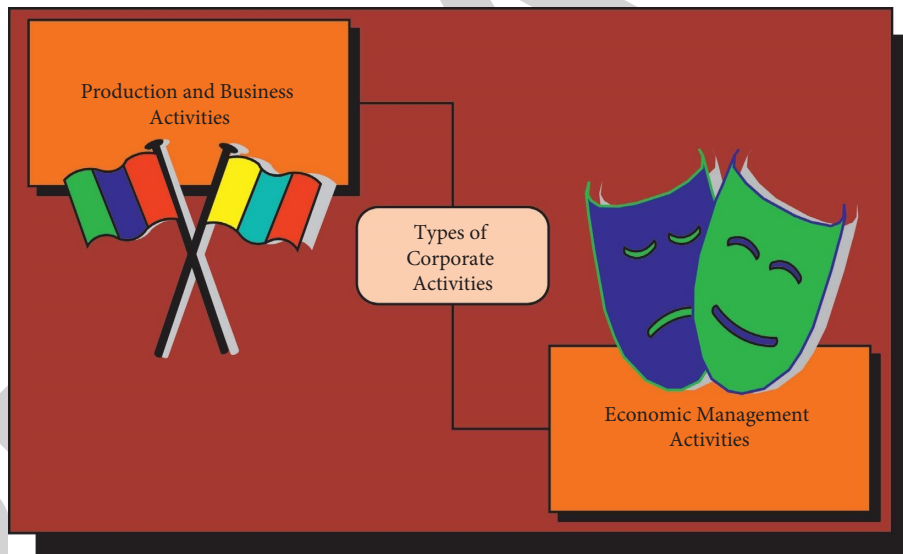 Production and Business
Activities
Types of
Corporate
Activities
Economic Management
Activities